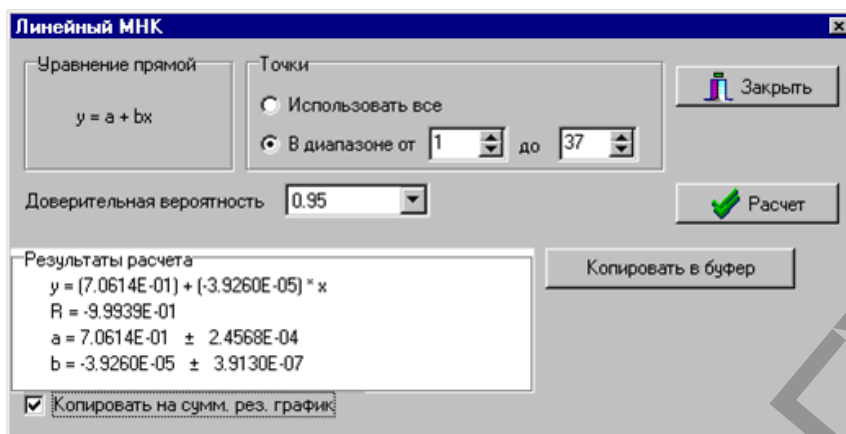 Линейный МНК
Уравнение прямой
y = a + bx
Точки
Использовать все
В диапазоне от 1 до 37
Закрыть
Доверительная вероятность 0.95
Расчет
Результаты расчета
y = (7.0614E-01) + (-3.9260E-05) * x
R = -9.9939E-01
a = 7.0614E-01 ± 2.4568E-04
b = -3.9260E-05 ± 3.9130E-07
Копировать в буфер
Копировать на сумм. рез. график